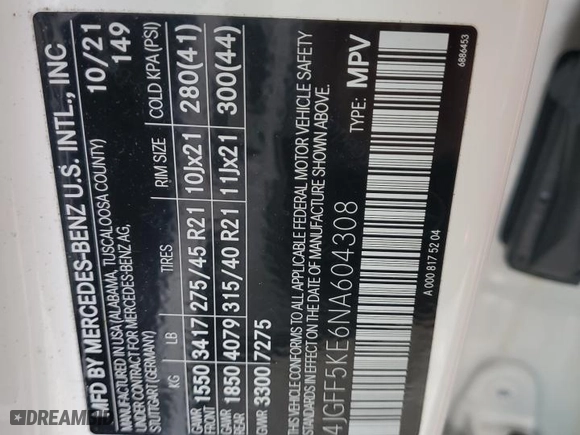 MFD BY MERCEDES-BENZ U.S. INTL., INC
10/21
MANUFACTURED IN USA (ALABAMA, TUSCALOOSA COUNTY)
149
UNDER CONTRACT FOR MERCEDES-BENZ AG,
STUTTGART (GERMANY)
KG LB TIRES RIM SIZE COLD KPA (PSI)
GAWR FRONT 1550 3417 275/45 R21 10Jx21 280(41)
GAWR REAR 1850 4079 315/40 R21 11Jx21 300(44)
GVWR 3300 7275
THIS VEHICLE CONFORMS TO ALL APPLICABLE FEDERAL MOTOR VEHICLE SAFETY
STANDARDS IN EFFECT ON THE DATE OF MANUFACTURE SHOWN ABOVE.
4JGFF5KE6NA604308
TYPE: MPV
A 000 817 52 04
6886453
AutoBidCar